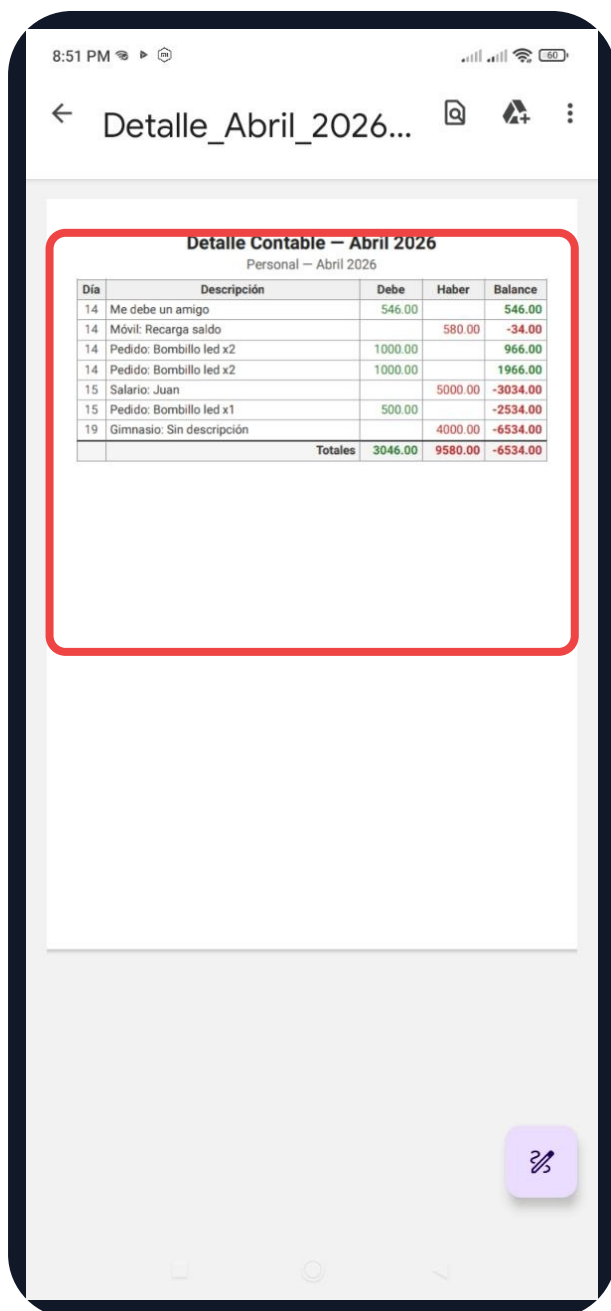 8:51 PM
60
Detalle_Abril_2026...
Detalle Contable — Abril 2026
Personal — Abril 2026
Día Descripción Debe Haber Balance
14 Me debe un amigo 546.00 546.00
14 Móvil: Recarga saldo 580.00 -34.00
14 Pedido: Bombillo led x2 1000.00 966.00
14 Pedido: Bombillo led x2 1000.00 1966.00
15 Salario: Juan 5000.00 -3034.00
15 Pedido: Bombillo led x1 500.00 -2534.00
19 Gimnasio: Sin descripción 4000.00 -6534.00
Totales 3046.00 9580.00 -6534.00